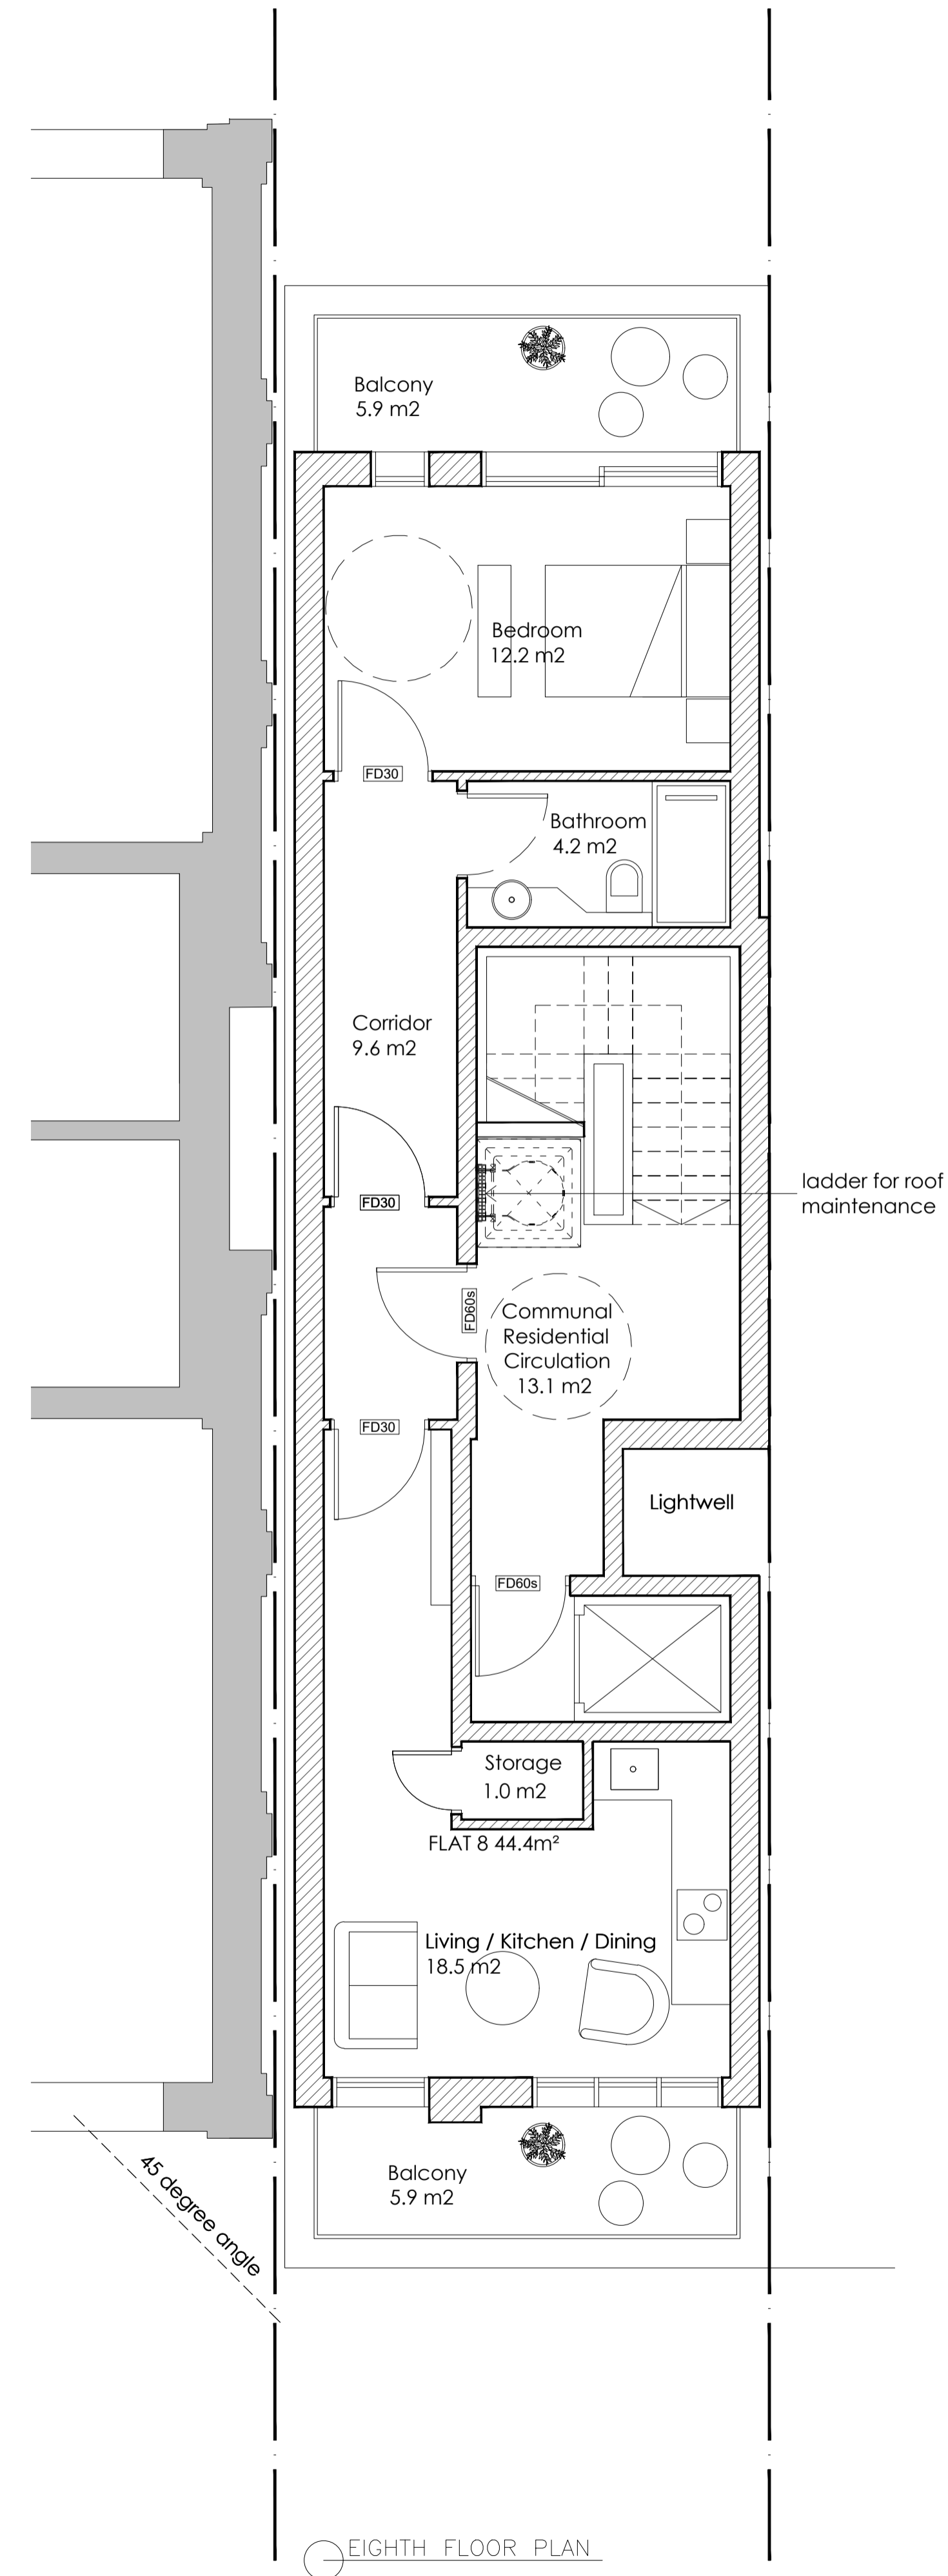 Balcony
5.9 m2
Bedroom
12.2 m2
FD30
Bathroom
4.2 m2
Corridor
9.6 m2
ladder for roof
maintenance
FD30
FD60s
Communal
Residential
Circulation
13.1 m2
FD30
Lightwell
FD60s
Storage
1.0 m2
FLAT 8 44.4m²
Living / Kitchen / Dining
18.5 m2
Balcony
5.9 m2
45 degree angle
EIGHTH FLOOR PLAN